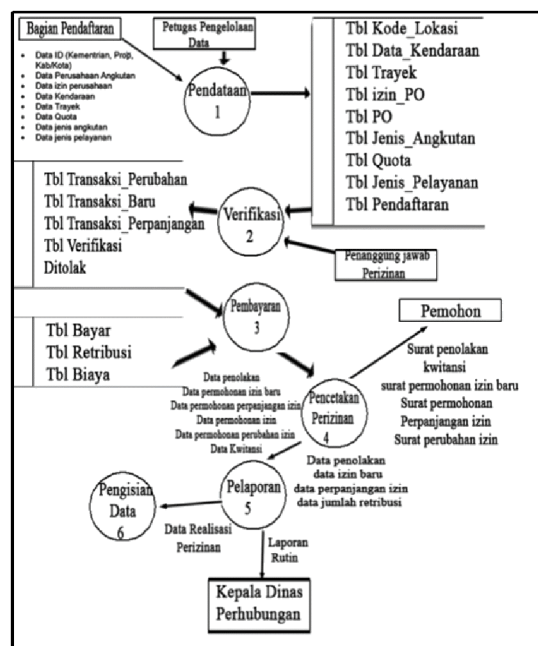 Bagian Pendaftaran
Petugas Pengelolaan
Data
• Data ID (Kementrian, Prop,
Kab/Kota)
• Data Perusahaan Angkutan
• Data izin perusahaan
• Data Kendaraan
• Data Trayek
• Data Quota
• Data jenis angkutan
• Data jenis pelayanan
Pendataan
1
Tbl Kode_Lokasi
Tbl Data_Kendaraan
Tbl Trayek
Tbl izin_PO
Tbl PO
Tbl Jenis_Angkutan
Tbl Quota
Tbl Jenis_Pelayanan
Tbl Pendaftaran
Tbl Transaksi_Perubahan
Tbl Transaksi_Baru
Tbl Transaksi_Perpanjangan
Tbl Verifikasi
Ditolak
Verifikasi
2
Penanggung jawab
Perizinan
Pembayaran
3
Tbl Bayar
Tbl Retribusi
Tbl Biaya
Pemohon
Surat penolakan
kwitansi
surat permohonan izin baru
Surat permohonan
Perpanjangan izin
Surat perubahan izin
Data penolakan
Data permohonan izin baru
Data permohonan perpanjangan izin
Data permohonan izin
Data permohonan perubahan izin
Data Kwitansi
Pencetakan
Perizinan
4
Data penolakan
data izin baru
data perpanjangan izin
data jumlah retribusi
Pelaporan
5
Pengisian
Data
6
Data Realisasi
Perizinan
Laporan
Rutin
Kepala Dinas
Perhubungan